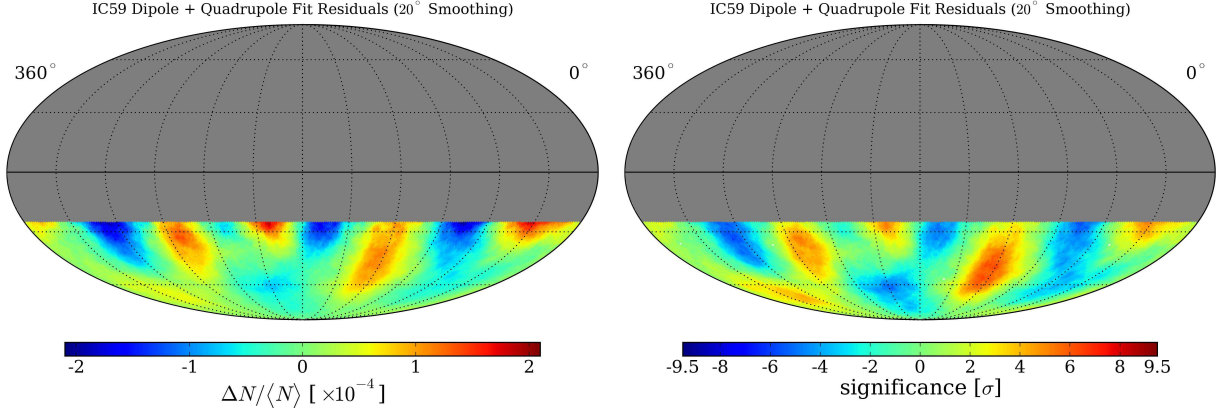 IC59 Dipole + Quadrupole Fit Residuals (20° Smoothing)
360°
0°
-2 -1 0 1 2
ΔN/⟨N⟩ [ ×10⁻⁴ ]
IC59 Dipole + Quadrupole Fit Residuals (20° Smoothing)
360°
0°
-9.5 -8 -6 -4 -2 0 2 4 6 8 9.5
significance [σ]